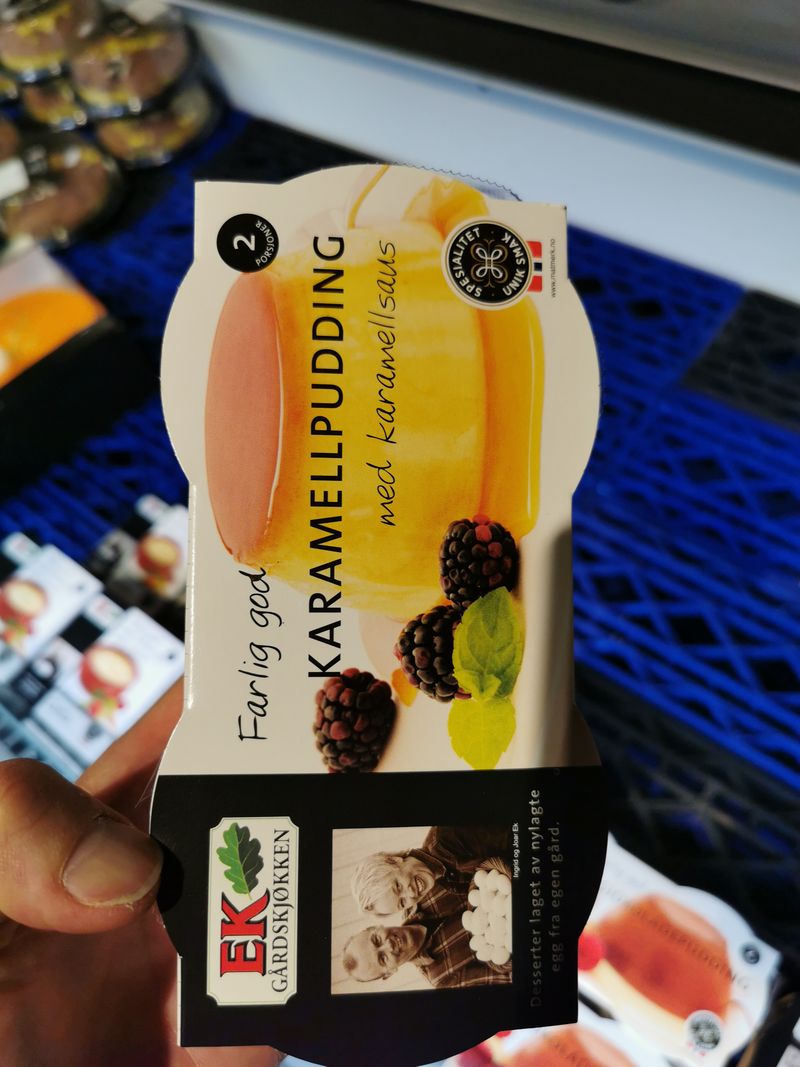 EK
GÅRDSKJØKKEN
Ingrid og Joar Ek
Desserter laget av nylagte
egg fra egen gård.
Farlig god
KARAMELLPUDDING
med karamellsaus
2
PORSJONER
SPESIALITET
UNIK SMAK
www.matmerk.no